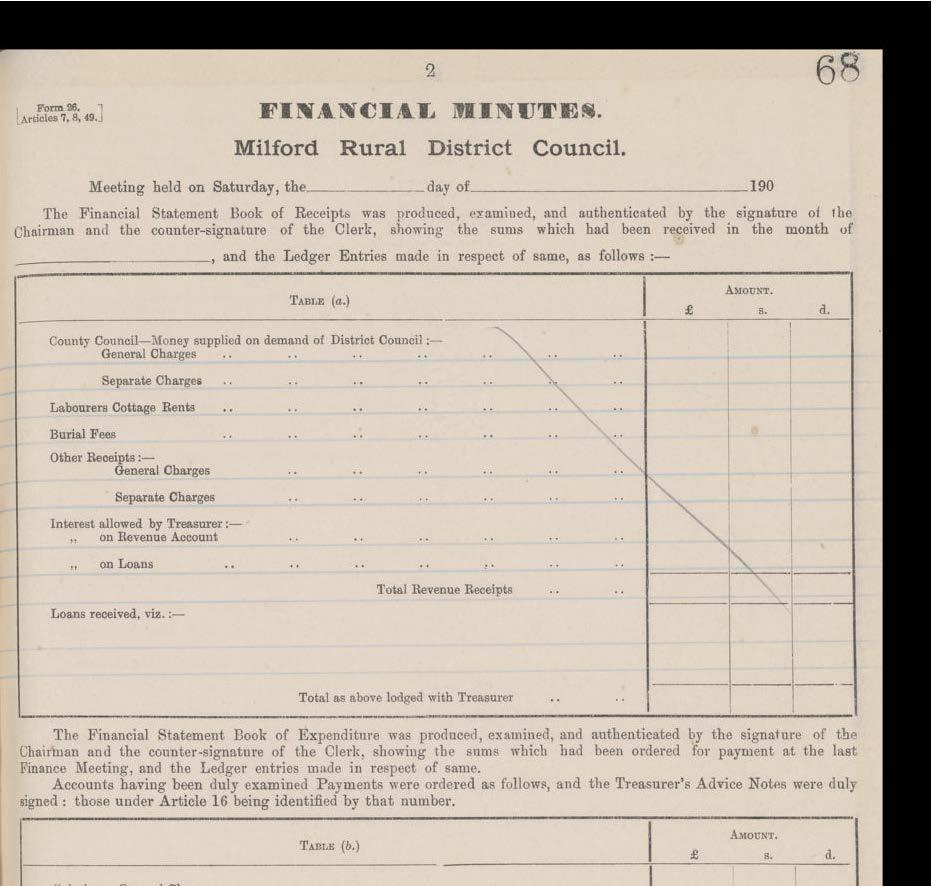 2
68
Form 26.
Articles 7, 8, 49.
FINANCIAL MINUTES.
Milford Rural District Council.
Meeting held on Saturday, the day of 190
The Financial Statement Book of Receipts was produced, examined, and authenticated by the signature of the
Chairman and the counter-signature of the Clerk, showing the sums which had been received in the month of
, and the Ledger Entries made in respect of same, as follows :—
TABLE (a.)
AMOUNT.
£ s. d.
County Council—Money supplied on demand of District Council :—
General Charges .. .. .. .. .. .. ..
Separate Charges .. .. .. .. .. .. ..
Labourers Cottage Rents .. .. .. .. .. .. ..
Burial Fees .. .. .. .. .. .. ..
Other Receipts :—
General Charges .. .. .. .. .. ..
Separate Charges .. .. .. .. .. ..
Interest allowed by Treasurer :—
„ on Revenue Account .. .. .. .. .. ..
„ on Loans .. .. .. .. .. .. ..
Total Revenue Receipts .. ..
Loans received, viz. :—
Total as above lodged with Treasurer .. ..
The Financial Statement Book of Expenditure was produced, examined, and authenticated by the signature of the
Chairman and the counter-signature of the Clerk, showing the sums which had been ordered for payment at the last
Finance Meeting, and the Ledger entries made in respect of same.
Accounts having been duly examined Payments were ordered as follows, and the Treasurer's Advice Notes were duly
signed : those under Article 16 being identified by that number.
TABLE (b.)
AMOUNT.
£ s. d.